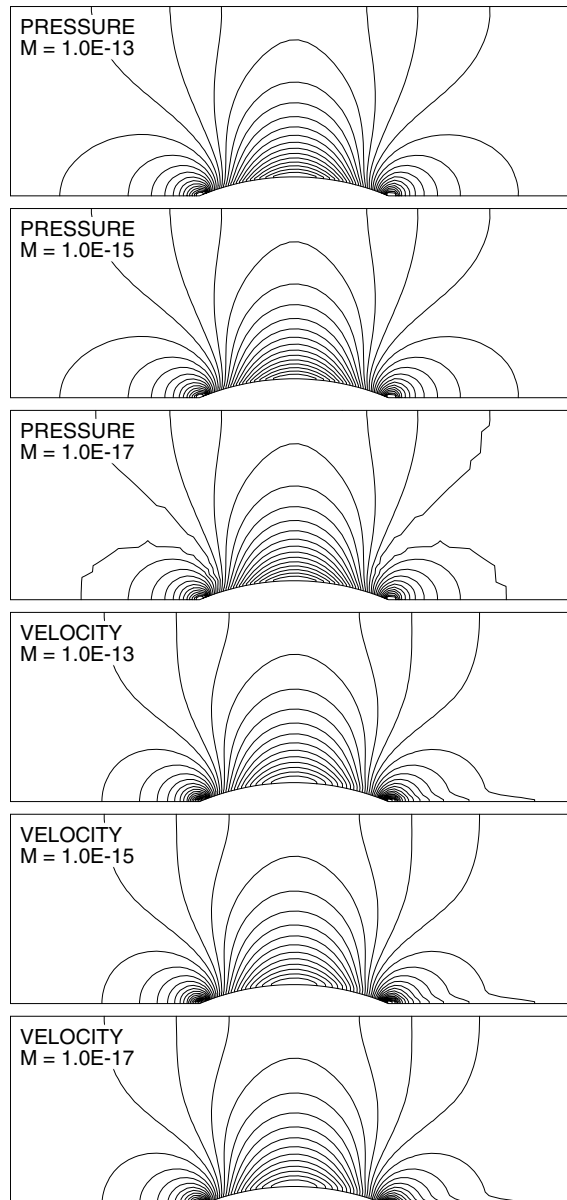 PRESSURE
M = 1.0E-13
PRESSURE
M = 1.0E-15
PRESSURE
M = 1.0E-17
VELOCITY
M = 1.0E-13
VELOCITY
M = 1.0E-15
VELOCITY
M = 1.0E-17